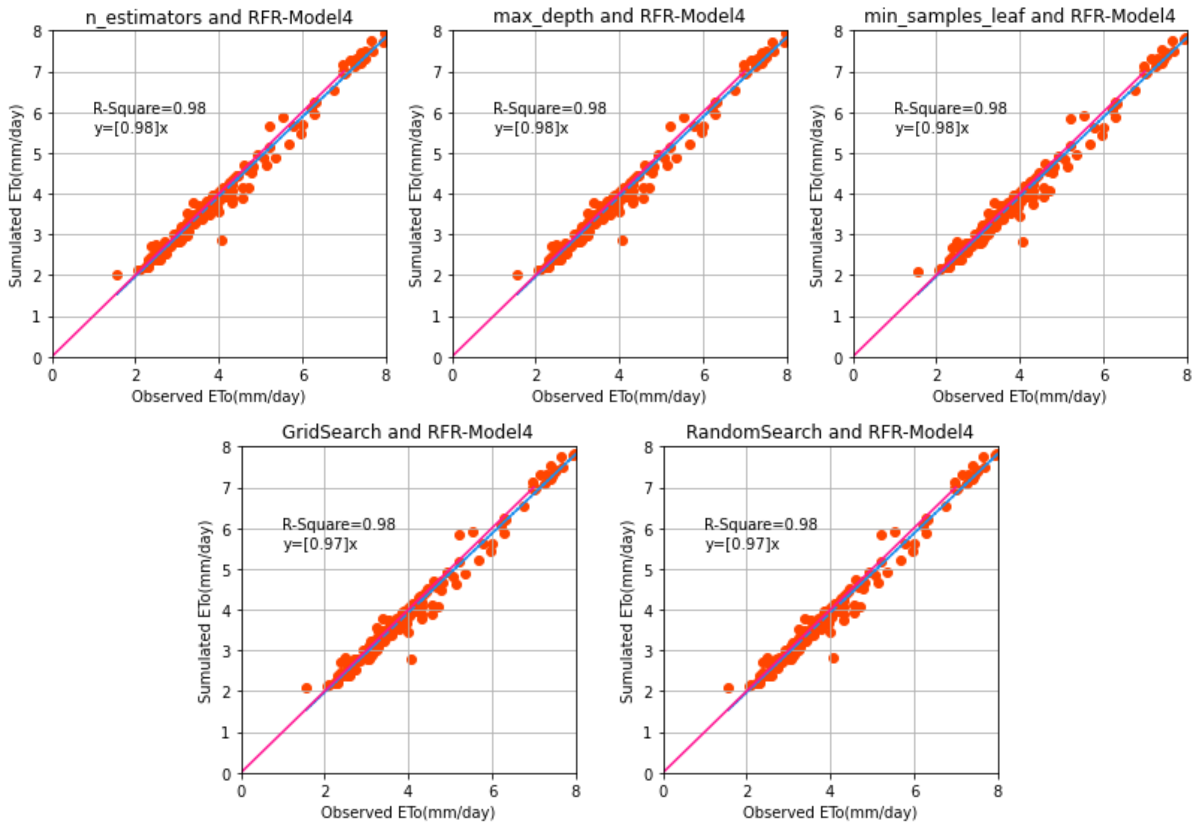 n_estimators and RFR-Model4
8
7
6
5
4
3
2
1
0
Sumulated ETo(mm/day)
R-Square=0.98
y=[0.98]x
0 2 4 6 8
Observed ETo(mm/day)
max_depth and RFR-Model4
8
7
6
5
4
3
2
1
0
Sumulated ETo(mm/day)
R-Square=0.98
y=[0.98]x
0 2 4 6 8
Observed ETo(mm/day)
min_samples_leaf and RFR-Model4
8
7
6
5
4
3
2
1
0
Sumulated ETo(mm/day)
R-Square=0.98
y=[0.98]x
0 2 4 6 8
Observed ETo(mm/day)
GridSearch and RFR-Model4
8
7
6
5
4
3
2
1
0
Sumulated ETo(mm/day)
R-Square=0.98
y=[0.97]x
0 2 4 6 8
Observed ETo(mm/day)
RandomSearch and RFR-Model4
8
7
6
5
4
3
2
1
0
Sumulated ETo(mm/day)
R-Square=0.98
y=[0.97]x
0 2 4 6 8
Observed ETo(mm/day)